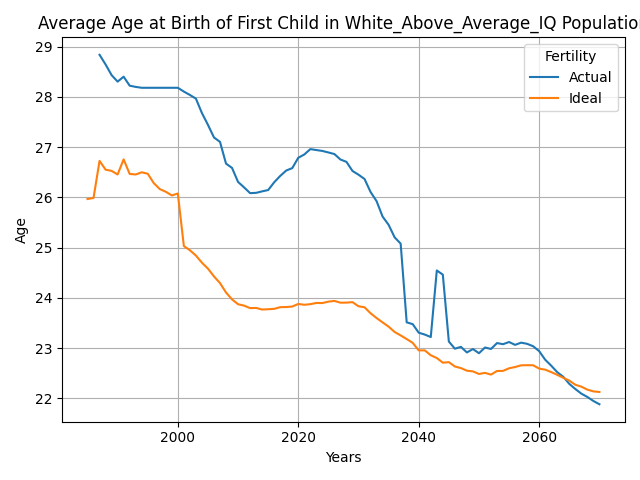 Average Age at Birth of First Child in White_Above_Average_IQ Population
Fertility
Actual
Ideal
29
28
27
26
25
24
23
22
Age
2000
2020
2040
2060
Years